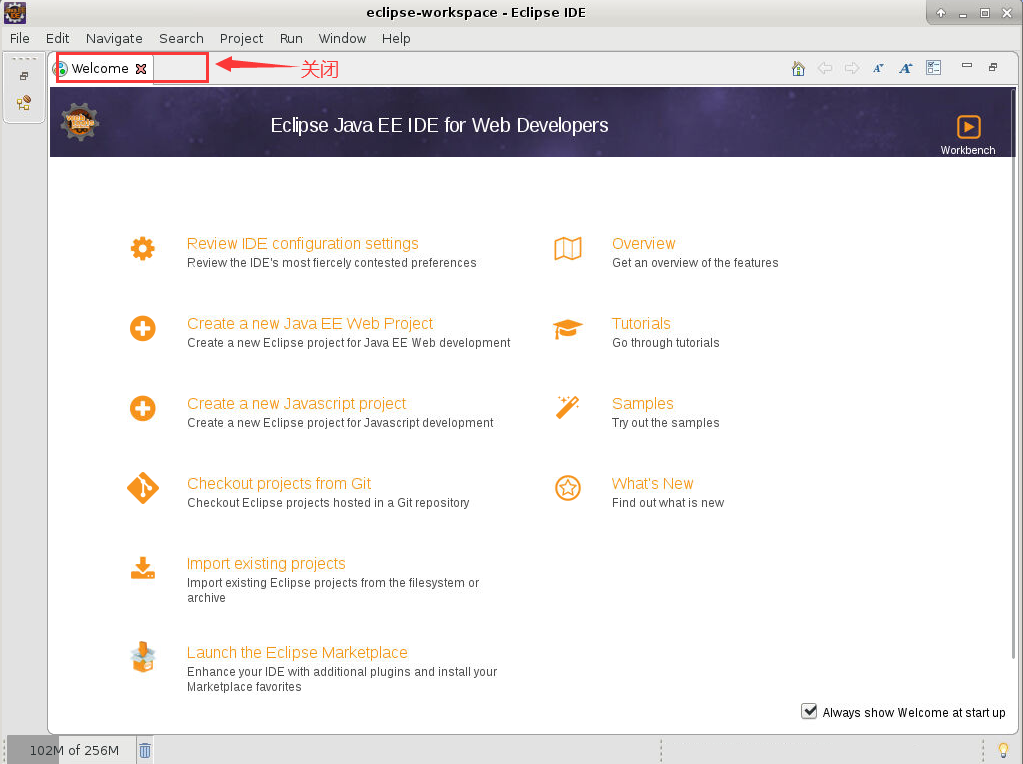 eclipse-workspace - Eclipse IDE
File Edit Navigate Search Project Run Window Help
Welcome
关闭
Eclipse Java EE IDE for Web Developers
Workbench
Review IDE configuration settings
Review the IDE's most fiercely contested preferences
Create a new Java EE Web Project
Create a new Eclipse project for Java EE Web development
Create a new Javascript project
Create a new Eclipse project for Javascript development
Checkout projects from Git
Checkout Eclipse projects hosted in a Git repository
Import existing projects
Import existing Eclipse projects from the filesystem or
archive
Launch the Eclipse Marketplace
Enhance your IDE with additional plugins and install your
Marketplace favorites
Overview
Get an overview of the features
Tutorials
Go through tutorials
Samples
Try out the samples
What's New
Find out what is new
Always show Welcome at start up
102M of 256M